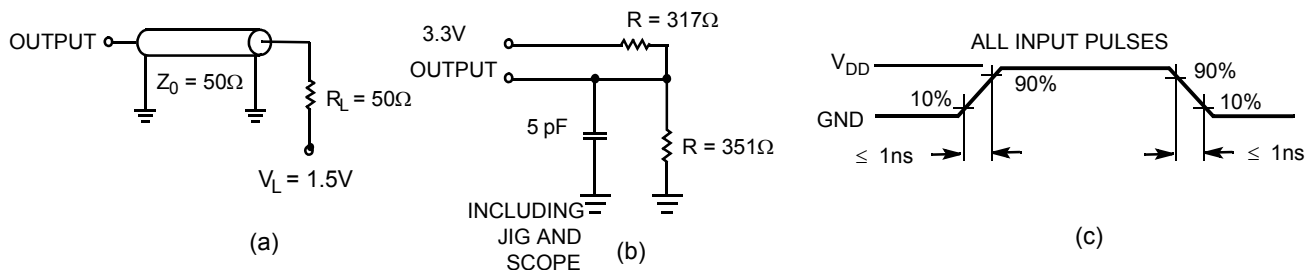 OUTPUT
Z0 = 50Ω
RL = 50Ω
VL = 1.5V
(a)
3.3V
OUTPUT
R = 317Ω
5 pF
R = 351Ω
INCLUDING
JIG AND
SCOPE
(b)
ALL INPUT PULSES
VDD
GND
10%
90%
90%
10%
≤ 1ns
≤ 1ns
(c)